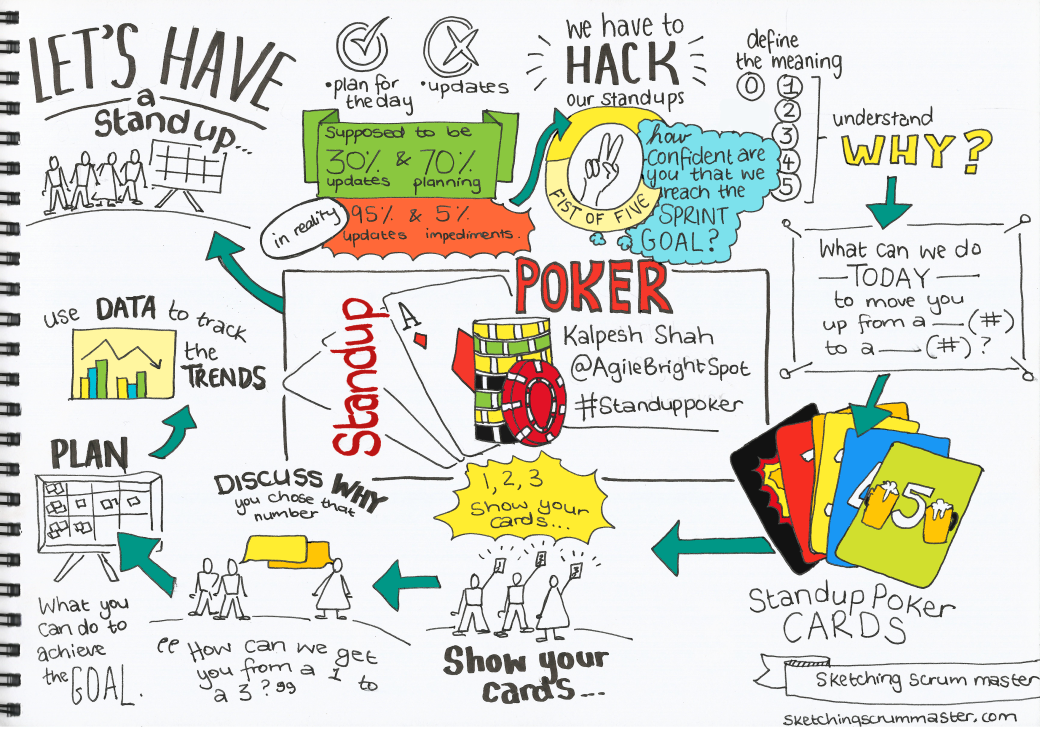 LET'S HAVE
a
Stand up...
•plan for
the day
•updates
Supposed to be
30% & 70%
updates planning
in reality
95% & 5%
updates impediments.
we have to
HACK
our standups
FIST OF FIVE
how
Confident are
you that we
reach the
SPRINT
GOAL?
define
the meaning
0 1
2
3
4
5
understand
WHY?
What can we do
—TODAY—
to move you
up from a __ (#)
to a __ (#) ?
Standup
POKER
A
Kalpesh Shah
@AgileBrightSpot
#Standuppoker
5
Standup Poker
CARDS
1, 2, 3
Show your
cards...
Show your
cards...
DISCUSS WHY
you chose that
number
"How can we get
you from a 1 to
a 3?"
PLAN
What you
can do to
achieve
the GOAL.
use DATA to track
the
TRENDS
Sketching scrum master
sketchingscrummaster.com